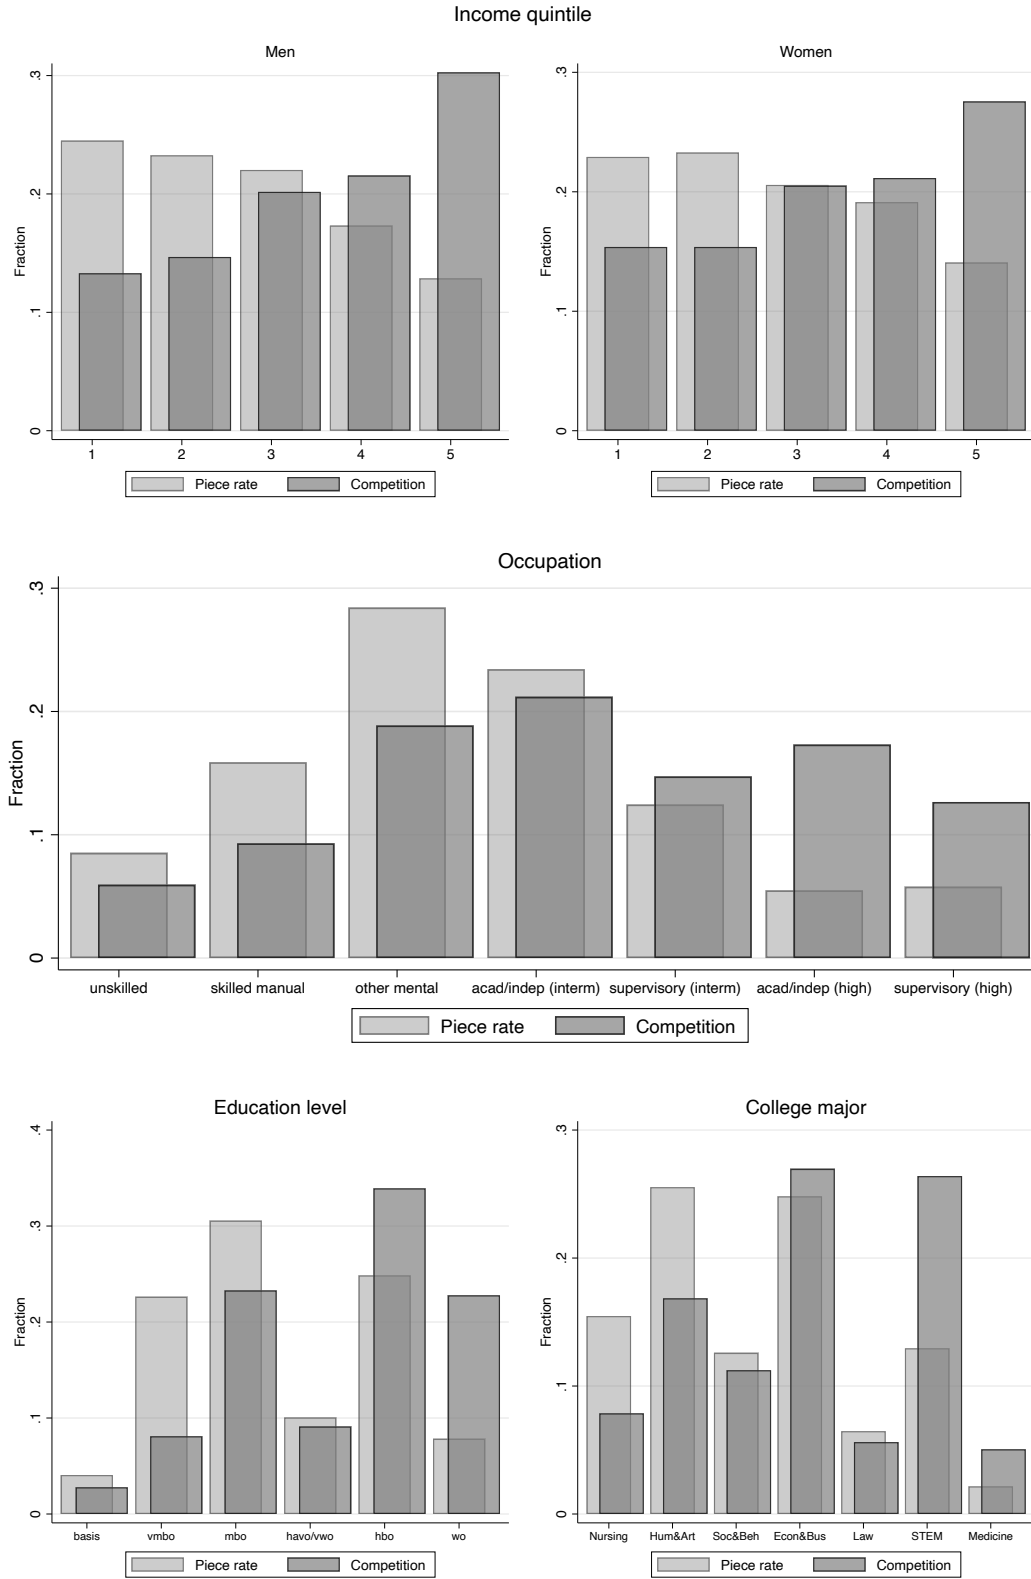 Income quintile
Men
Fraction
.3
.2
.1
0
1 2 3 4 5
Piece rate Competition
Women
Fraction
.3
.2
.1
0
1 2 3 4 5
Piece rate Competition
Occupation
Fraction
.3
.2
.1
0
unskilled skilled manual other mental acad/indep (interm) supervisory (interm) acad/indep (high) supervisory (high)
Piece rate Competition
Education level
Fraction
.4
.3
.2
.1
0
basis vmbo mbo havo/vwo hbo wo
Piece rate Competition
College major
Fraction
.3
.2
.1
0
Nursing Hum&Art Soc&Beh Econ&Bus Law STEM Medicine
Piece rate Competition